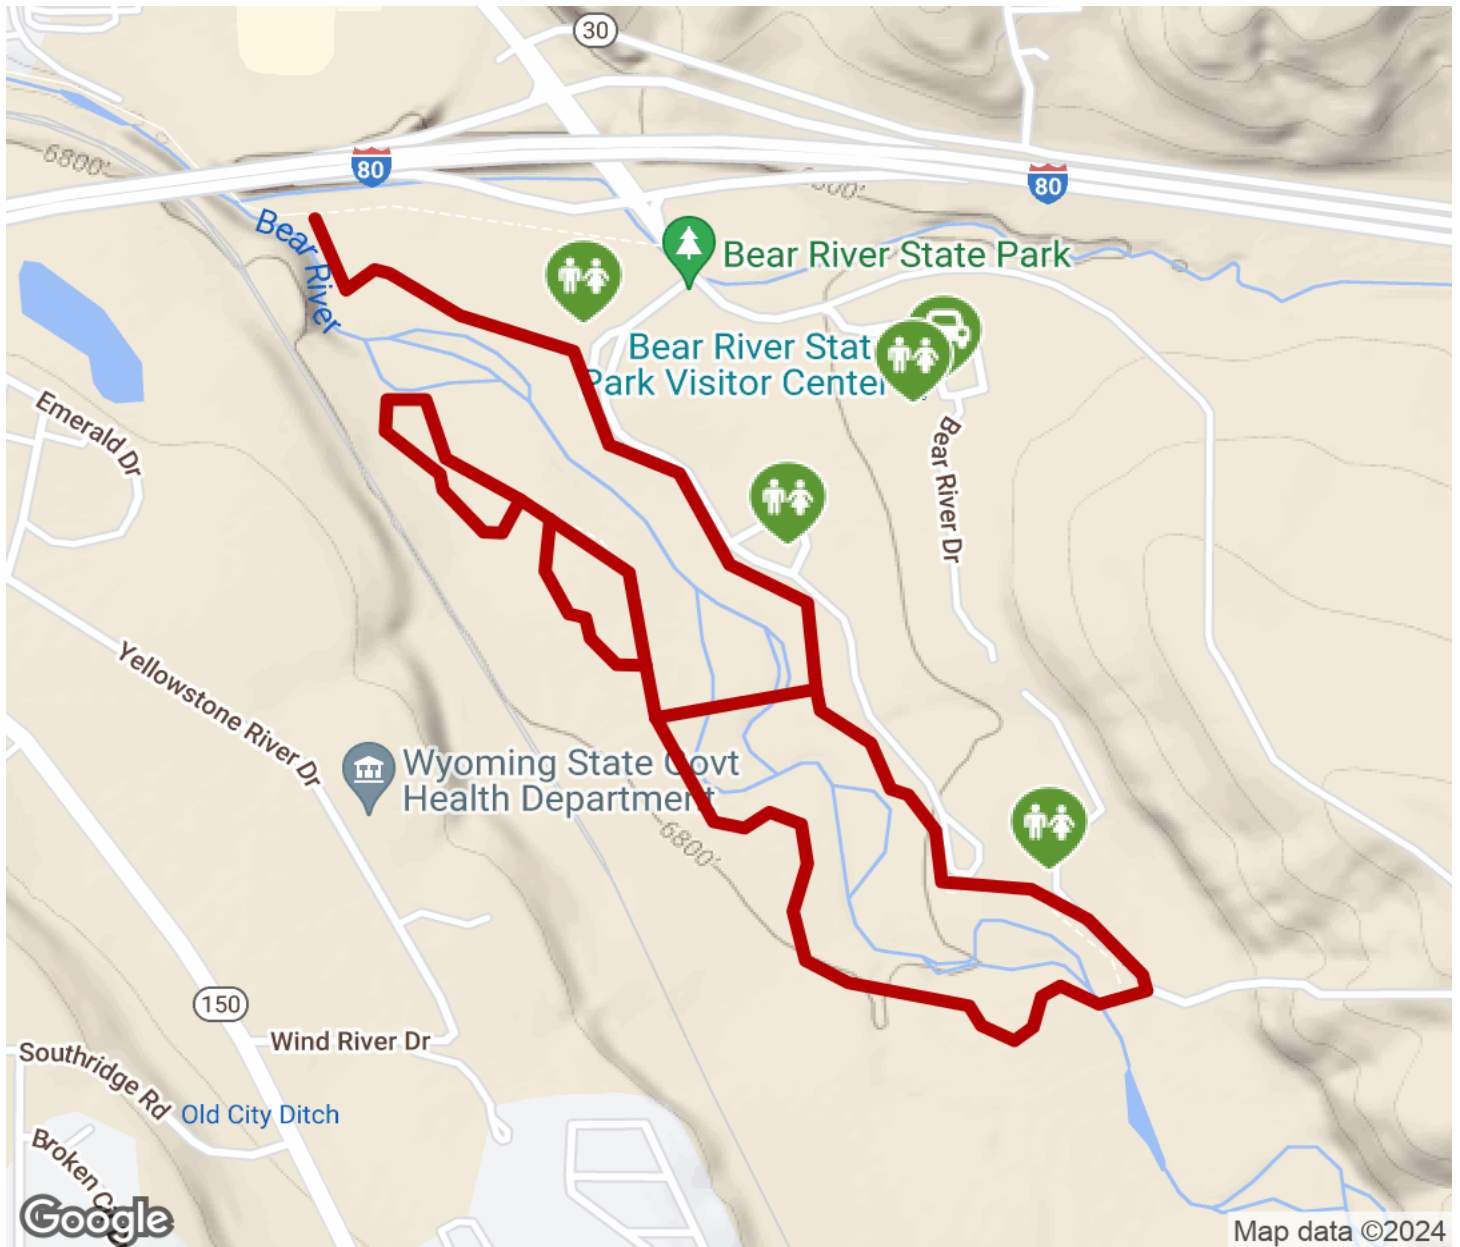 30
6800'
80
80
Bear River
Bear River State Park
Bear River Stat
Park Visitor Center
Emerald Dr
Bear River Dr
Yellowstone River Dr
Wyoming State Govt
Health Department
6800'
150
Wind River Dr
Southridge Rd
Old City Ditch
Google
Map data ©2024